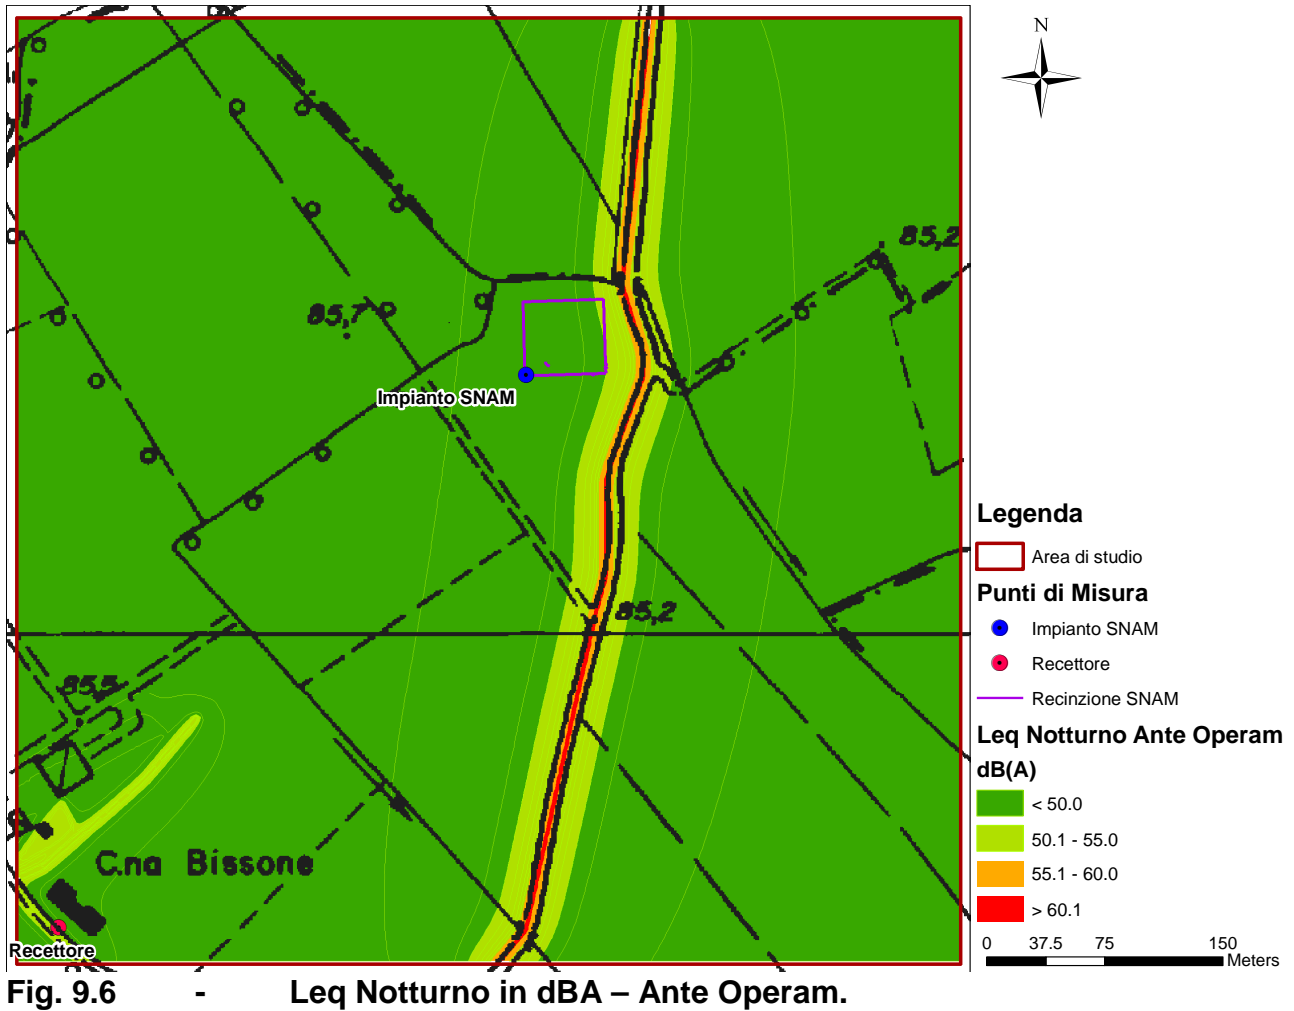 N
85,2
85,7
Impianto SNAM
85,2
85,5
C.na Bissone
Recettore
Legenda
Area di studio
Punti di Misura
Impianto SNAM
Recettore
Recinzione SNAM
Leq Notturno Ante Operam
dB(A)
< 50.0
50.1 - 55.0
55.1 - 60.0
> 60.1
0 37.5 75 150
Meters
Fig. 9.6 - Leq Notturno in dBA – Ante Operam.